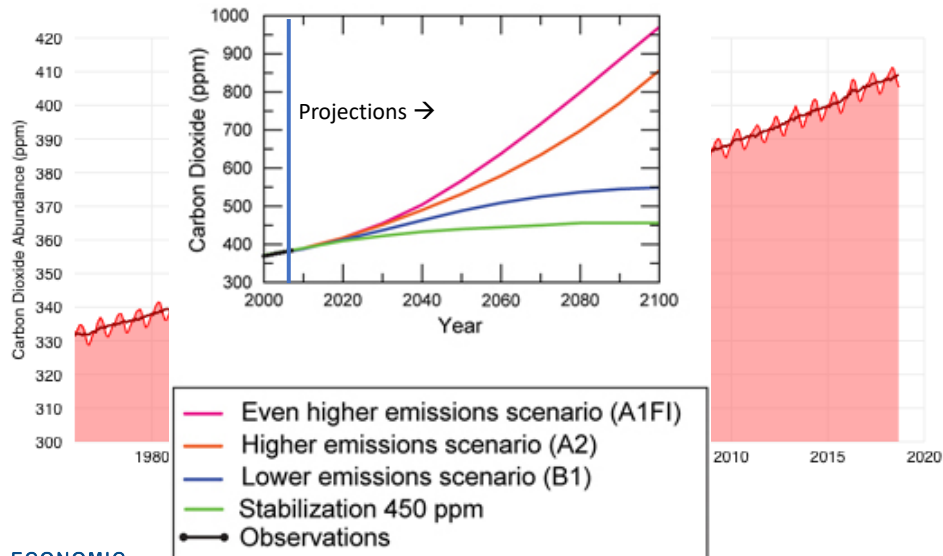 1000
900
800
700
600
500
400
300
Carbon Dioxide (ppm)
Projections →
2000 2020 2040 2060 2080 2100
Year
420
410
400
390
380
370
360
350
340
330
320
310
300
Carbon Dioxide Abundance (ppm)
1980 2010 2015 2020
Even higher emissions scenario (A1FI)
Higher emissions scenario (A2)
Lower emissions scenario (B1)
Stabilization 450 ppm
Observations
ECONOMIC